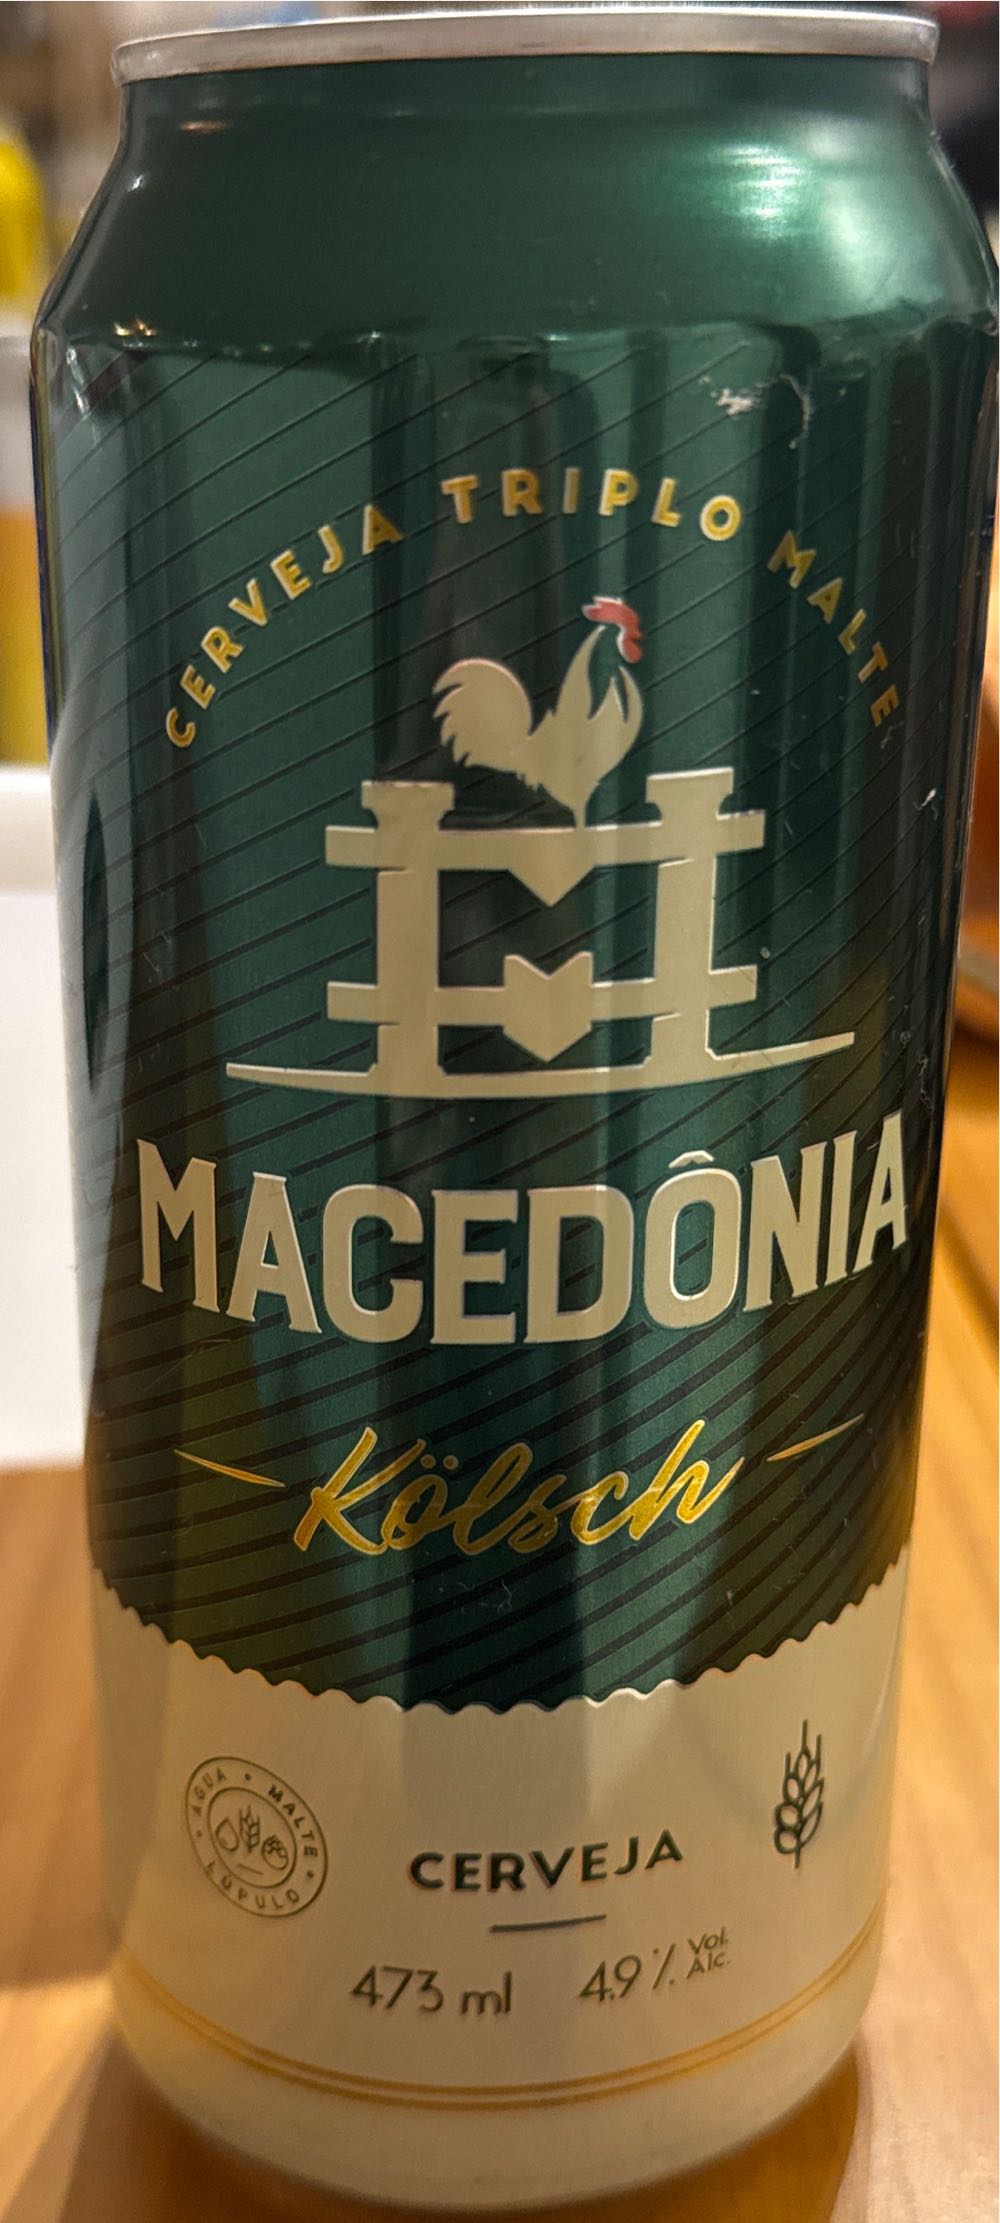 CERVEJA TRIPLO MALTE
MACEDÔNIA
Kölsch
ÁGUA • MALTE • LÚPULO •
CERVEJA
473 ml 4,9% Vol. Alc.